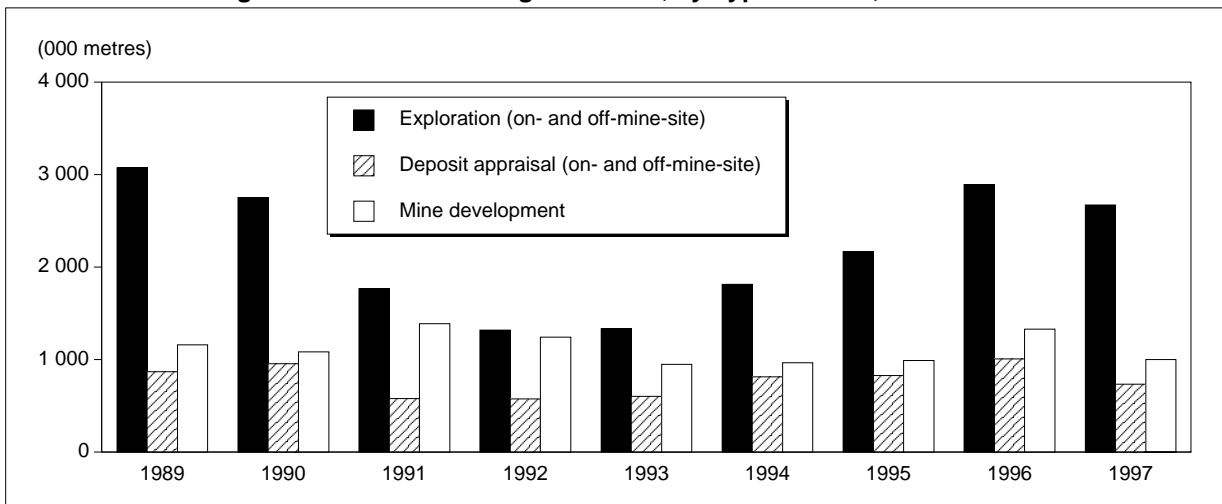 (000 metres)
4 000
Exploration (on- and off-mine-site)
Deposit appraisal (on- and off-mine-site)
3 000
Mine development
2 000
1 000
0
1989 1990 1991 1992 1993 1994 1995 1996 1997